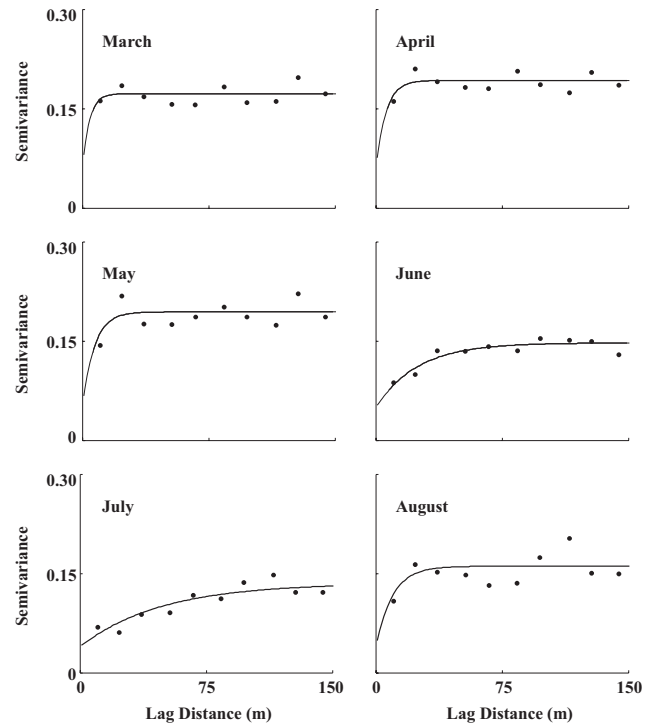 0.30
March
April
Semivariance
0.15
0
0.30
May
June
Semivariance
0.15
0
0.30
July
August
Semivariance
0.15
0
0 75 150 0 75 150
Lag Distance (m) Lag Distance (m)